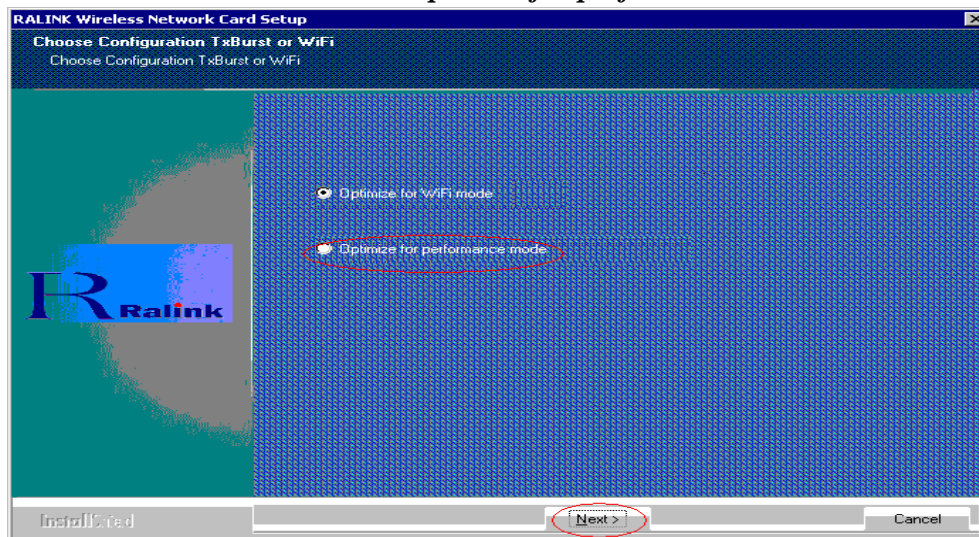 RALINK Wireless Network Card Setup
Choose Configuration TxBurst or WiFi
Choose Configuration TxBurst or WiFi
Optimize for WiFi mode
Optimize for performance mode
Ralink
InstallShield
Next >
Cancel